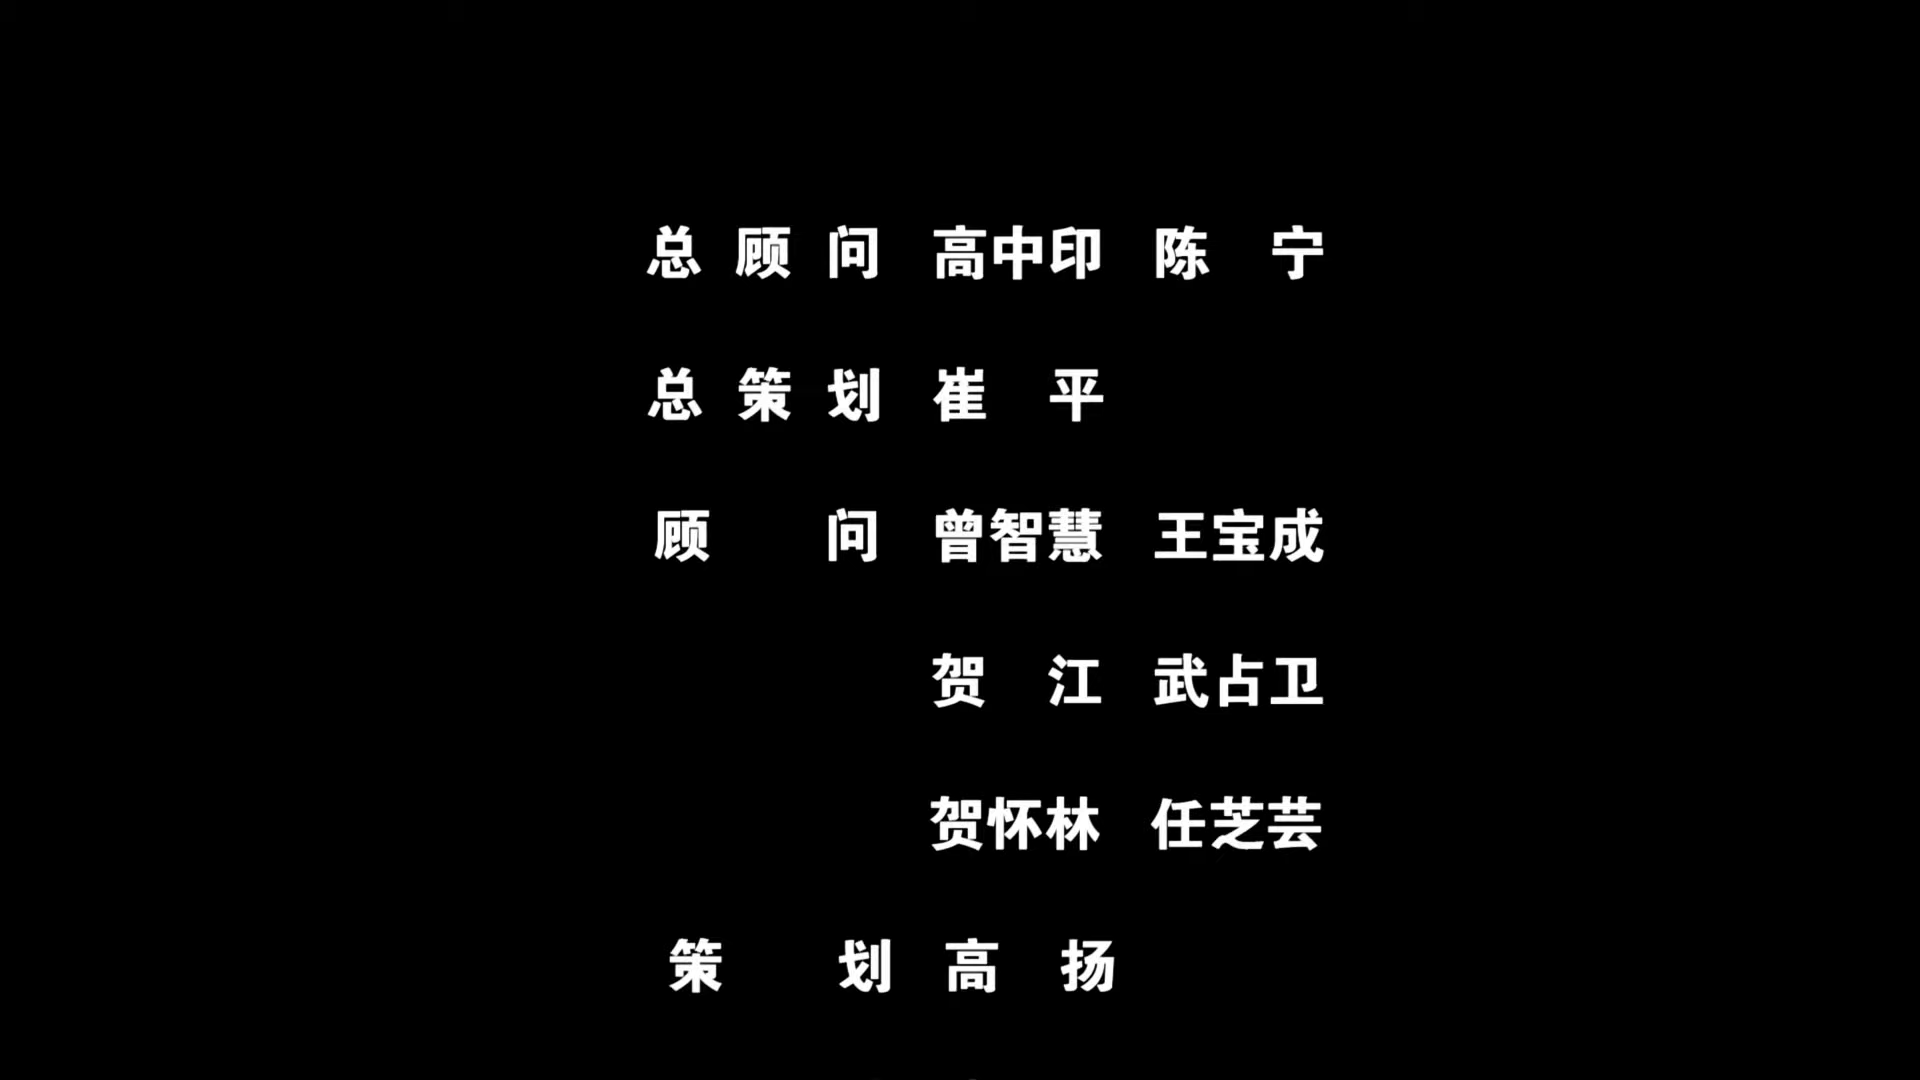 总顾问 高中印 陈宁
总策划 崔平
顾问 曾智慧 王宝成
贺江 武占卫
贺怀林 任芝芸
策划 高扬